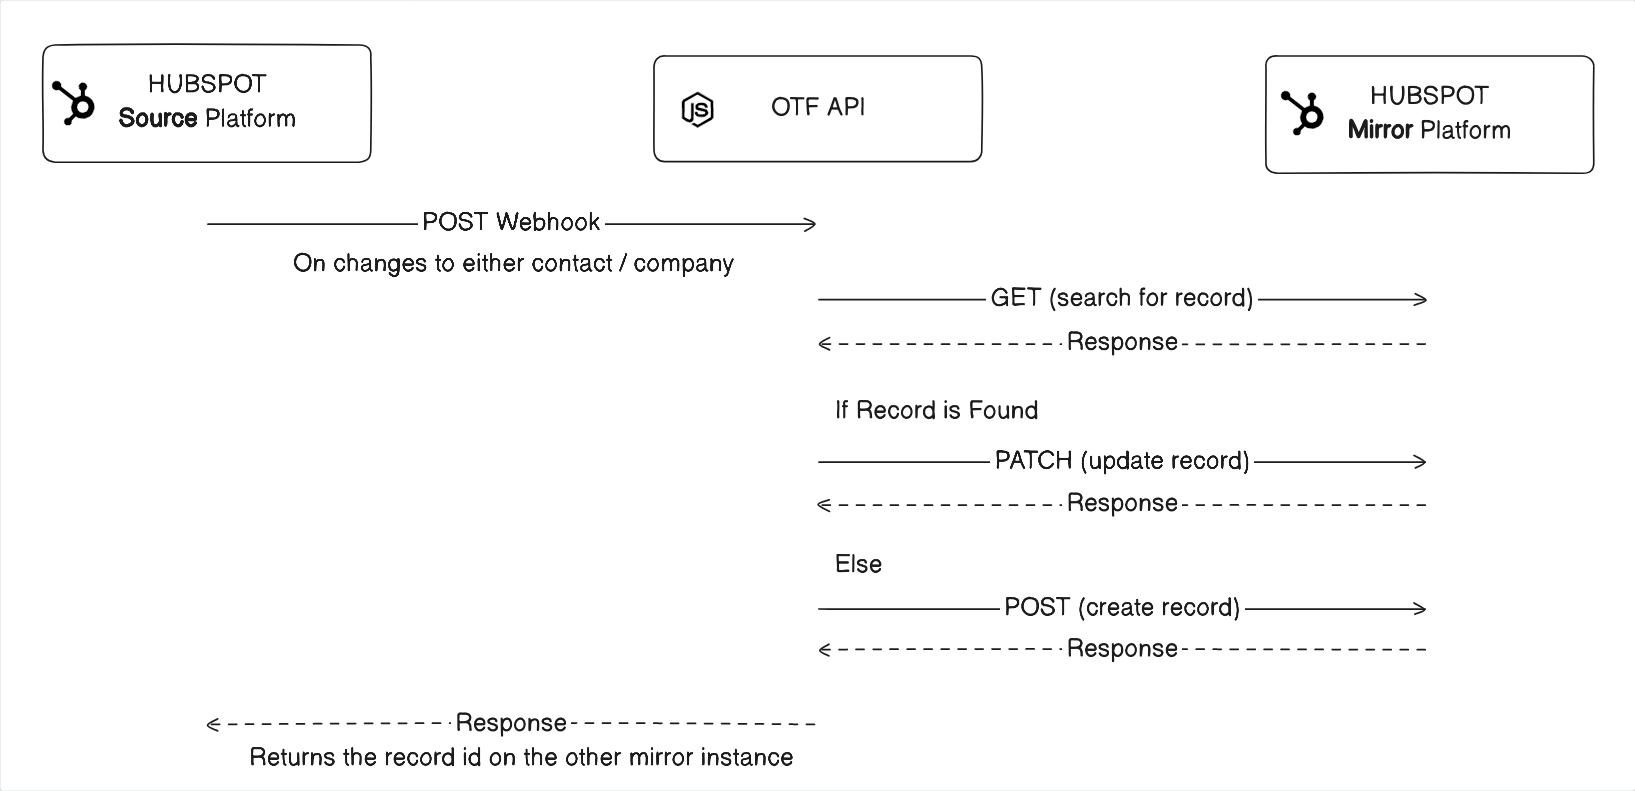 HUBSPOT
Source Platform
JS
OTF API
HUBSPOT
Mirror Platform
POST Webhook
On changes to either contact / company
GET (search for record)
Response
If Record is Found
PATCH (update record)
Response
Else
POST (create record)
Response
Response
Returns the record id on the other mirror instance